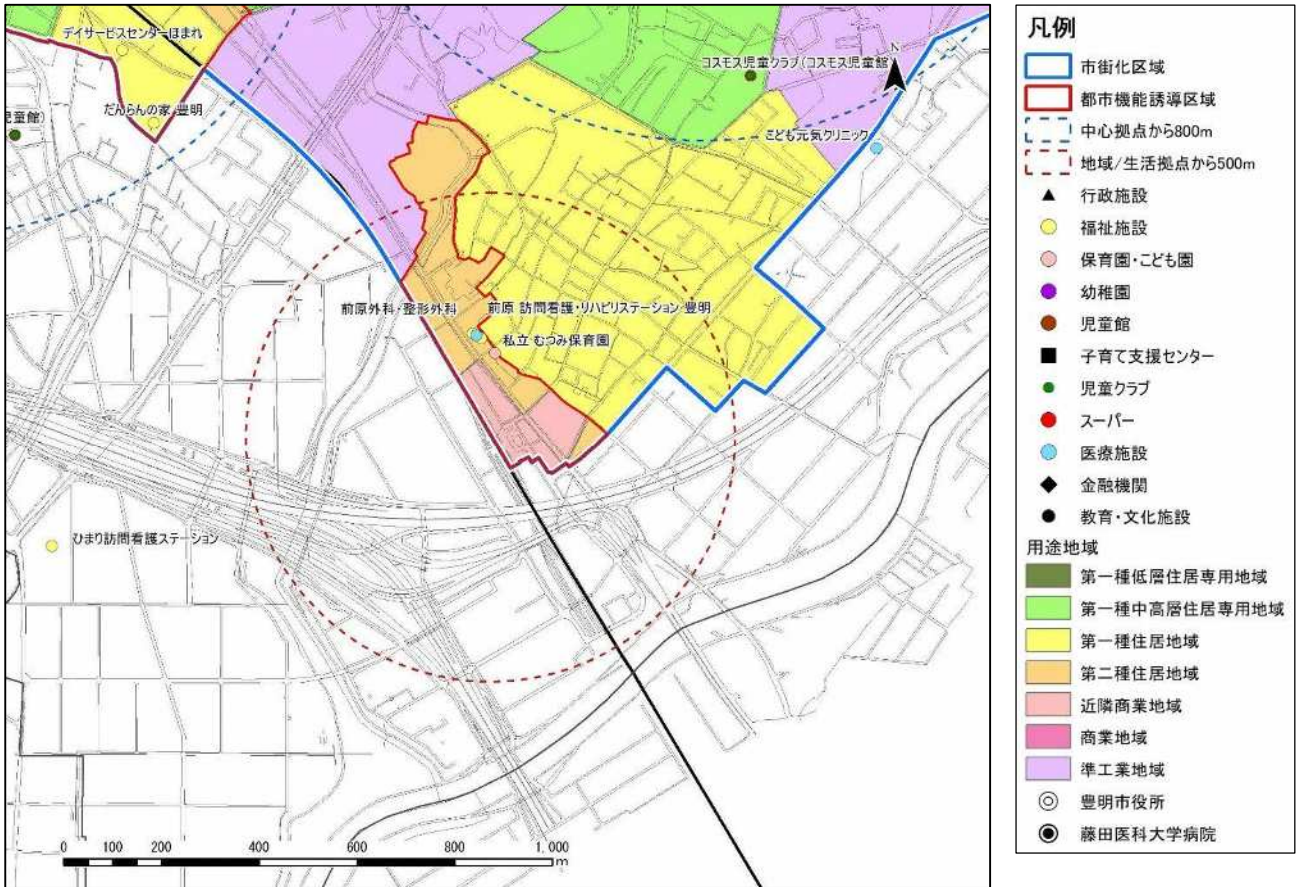 デイサービスセンターほまれ
コスモス児童クラブ(コスモス児童館)
N
だんらんの家 豊明
児童館)
こども元気クリニック
前原外科・整形外科
前原 訪問看護・リハビリステーション 豊明
私立 むつみ保育園
ひまり訪問看護ステーション
0 100 200 400 600 800 1,000
m
凡例
市街化区域
都市機能誘導区域
中心拠点から800m
地域/生活拠点から500m
行政施設
福祉施設
保育園・こども園
幼稚園
児童館
子育て支援センター
児童クラブ
スーパー
医療施設
金融機関
教育・文化施設
用途地域
第一種低層住居専用地域
第一種中高層住居専用地域
第一種住居地域
第二種住居地域
近隣商業地域
商業地域
準工業地域
豊明市役所
藤田医科大学病院